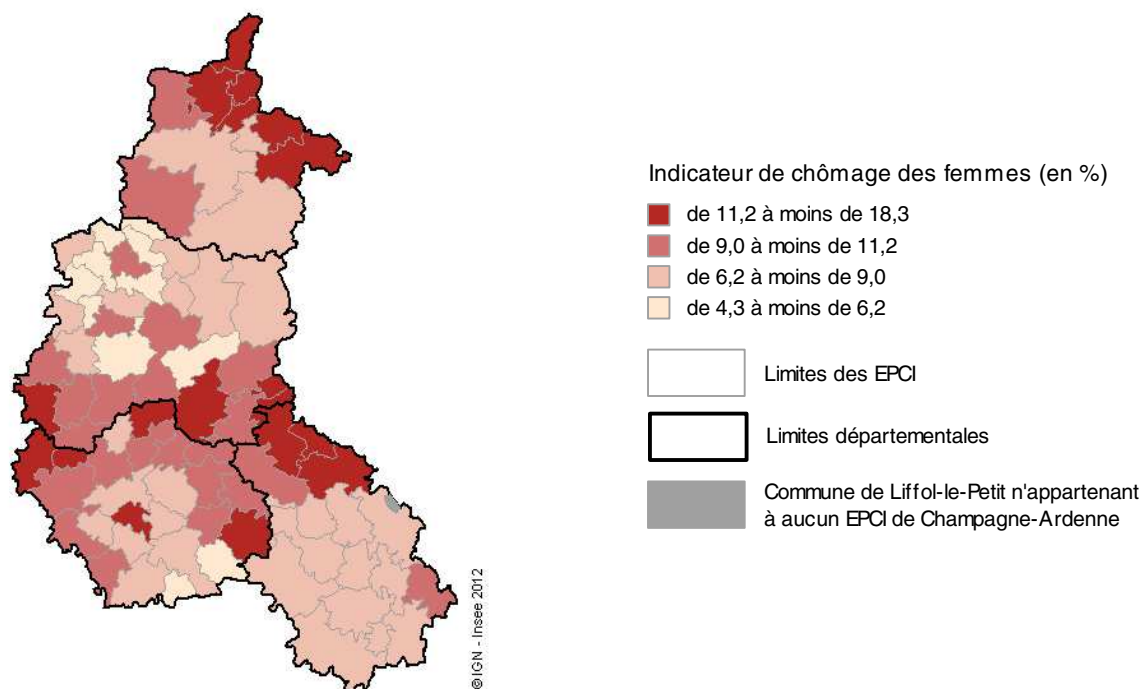 Indicateur de chômage des femmes (en %)
de 11,2 à moins de 18,3
de 9,0 à moins de 11,2
de 6,2 à moins de 9,0
de 4,3 à moins de 6,2
Limites des EPCI
Limites départementales
Commune de Liffol-le-Petit n'appartenant
à aucun EPCI de Champagne-Ardenne
© IGN - Insee 2012